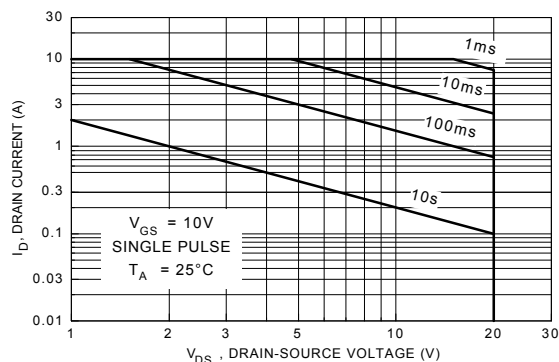 30
10
3
1
0.3
0.1
0.03
0.01
I_D, DRAIN CURRENT (A)
1ms
10ms
100ms
10s
V_GS = 10V
SINGLE PULSE
T_A = 25°C
1 2 3 5 10 20 30
V_DS , DRAIN-SOURCE VOLTAGE (V)